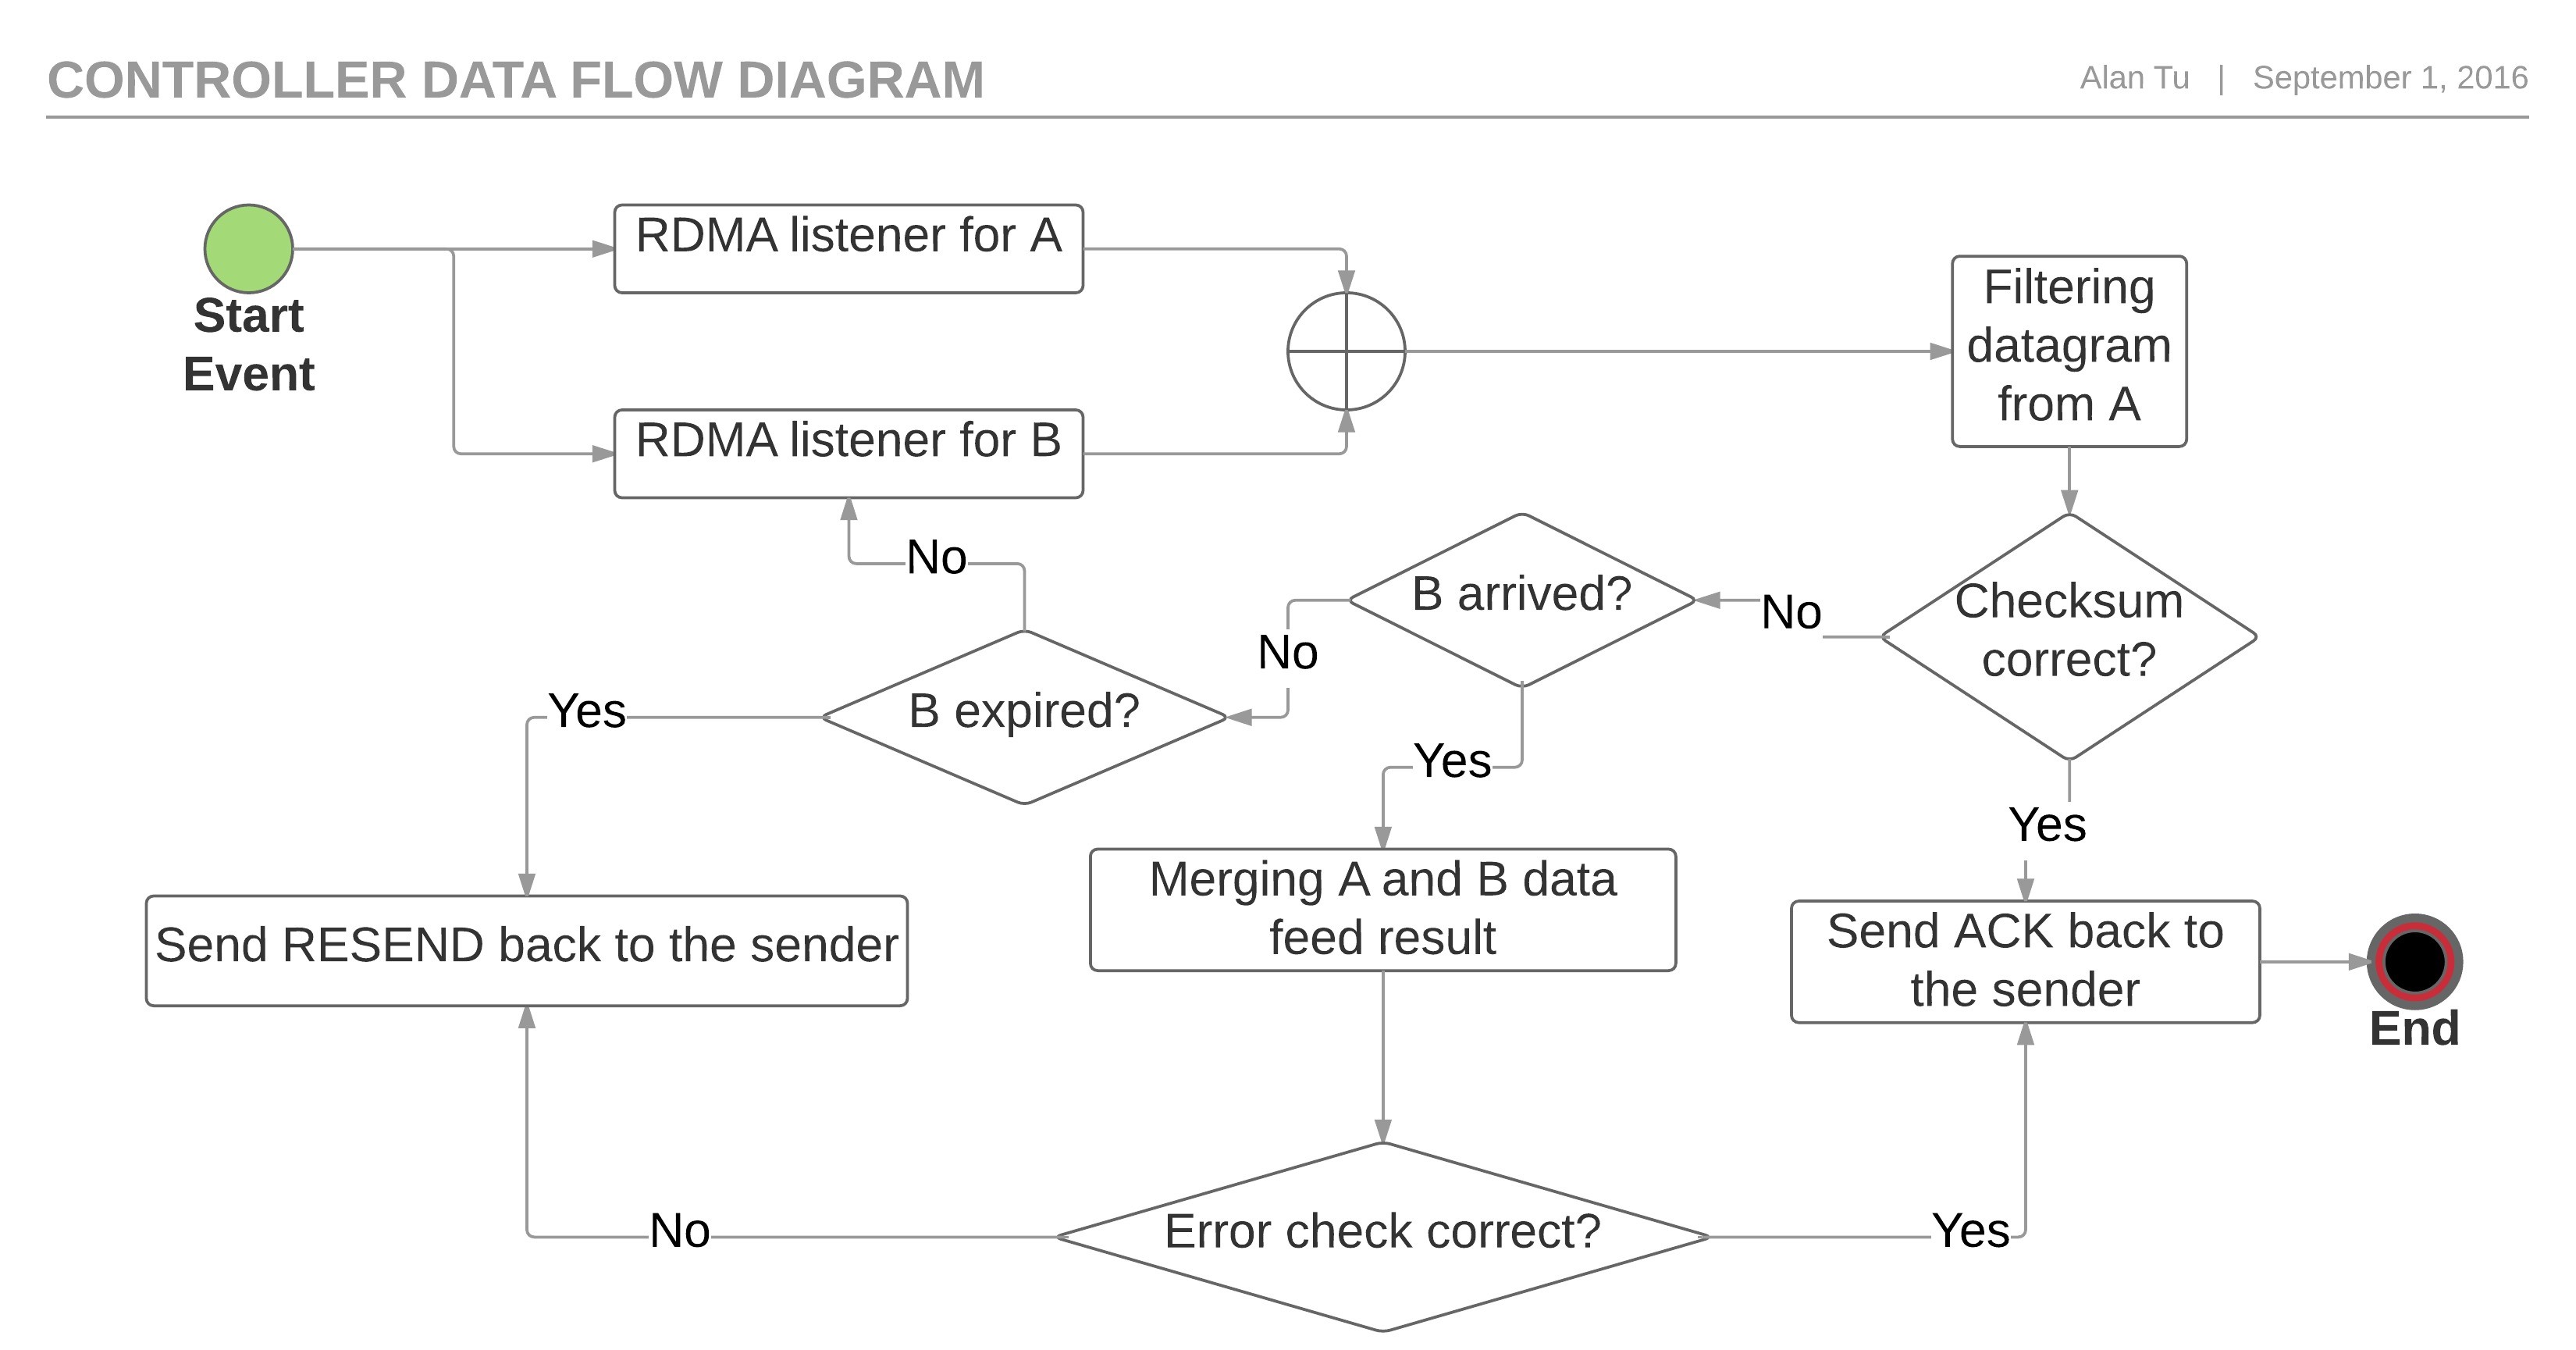 CONTROLLER DATA FLOW DIAGRAM
Alan Tu | September 1, 2016
Start
Event
RDMA listener for A
RDMA listener for B
Filtering
datagram
from A
No
B arrived?
No
Checksum
correct?
No
B expired?
Yes
Yes
Yes
Send RESEND back to the sender
Merging A and B data
feed result
Send ACK back to
the sender
End
No
Error check correct?
Yes